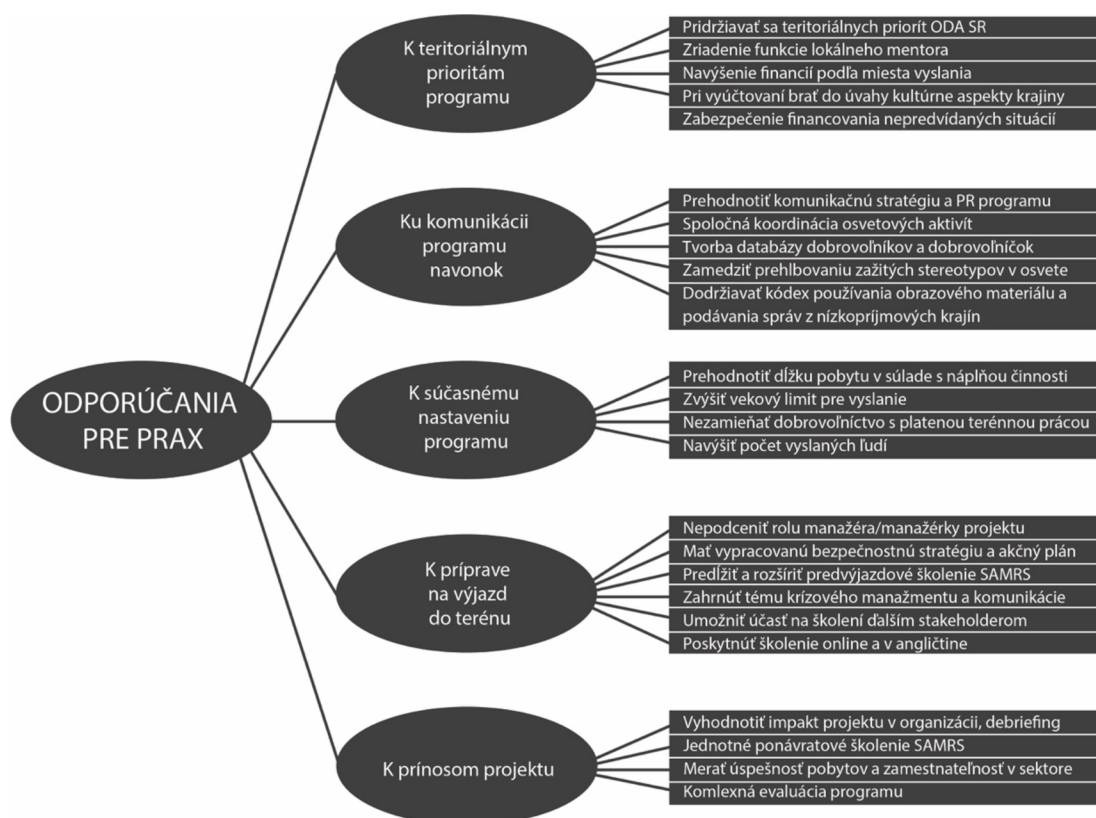 ODPORÚČANIA
PRE PRAX
K teritoriálnym
prioritám
programu
Pridržiavať sa teritoriálnych priorít ODA SR
Zriadenie funkcie lokálneho mentora
Navýšenie financií podľa miesta vyslania
Pri vyúčtovaní brať do úvahy kultúrne aspekty krajiny
Zabezpečenie financovania nepredvídaných situácií
Ku komunikácii
programu
navonok
Prehodnotiť komunikačnú stratégiu a PR programu
Spoločná koordinácia osvetových aktivít
Tvorba databázy dobrovoľníkov a dobrovoľníčok
Zamedziť prehlbovaniu zažitých stereotypov v osvete
Dodržiavať kódex používania obrazového materiálu a
podávania správ z nízkopríjmových krajín
K súčasnému
nastaveniu
programu
Prehodnotiť dĺžku pobytu v súlade s náplňou činnosti
Zvýšiť vekový limit pre vyslanie
Nezamieňať dobrovoľníctvo s platenou terénnou prácou
Navýšiť počet vyslaných ľudí
K príprave
na výjazd
do terénu
Nepodceniť rolu manažéra/manažérky projektu
Mať vypracovanú bezpečnostnú stratégiu a akčný plán
Predĺžiť a rozšíriť predvýjazdové školenie SAMRS
Zahrnúť tému krízového manažmentu a komunikácie
Umožniť účasť na školení ďalším stakeholderom
Poskytnúť školenie online a v angličtine
K prínosom projektu
Vyhodnotiť impakt projektu v organizácii, debriefing
Jednotné ponávratové školenie SAMRS
Merať úspešnosť pobytov a zamestnateľnosť v sektore
Komlexná evaluácia programu